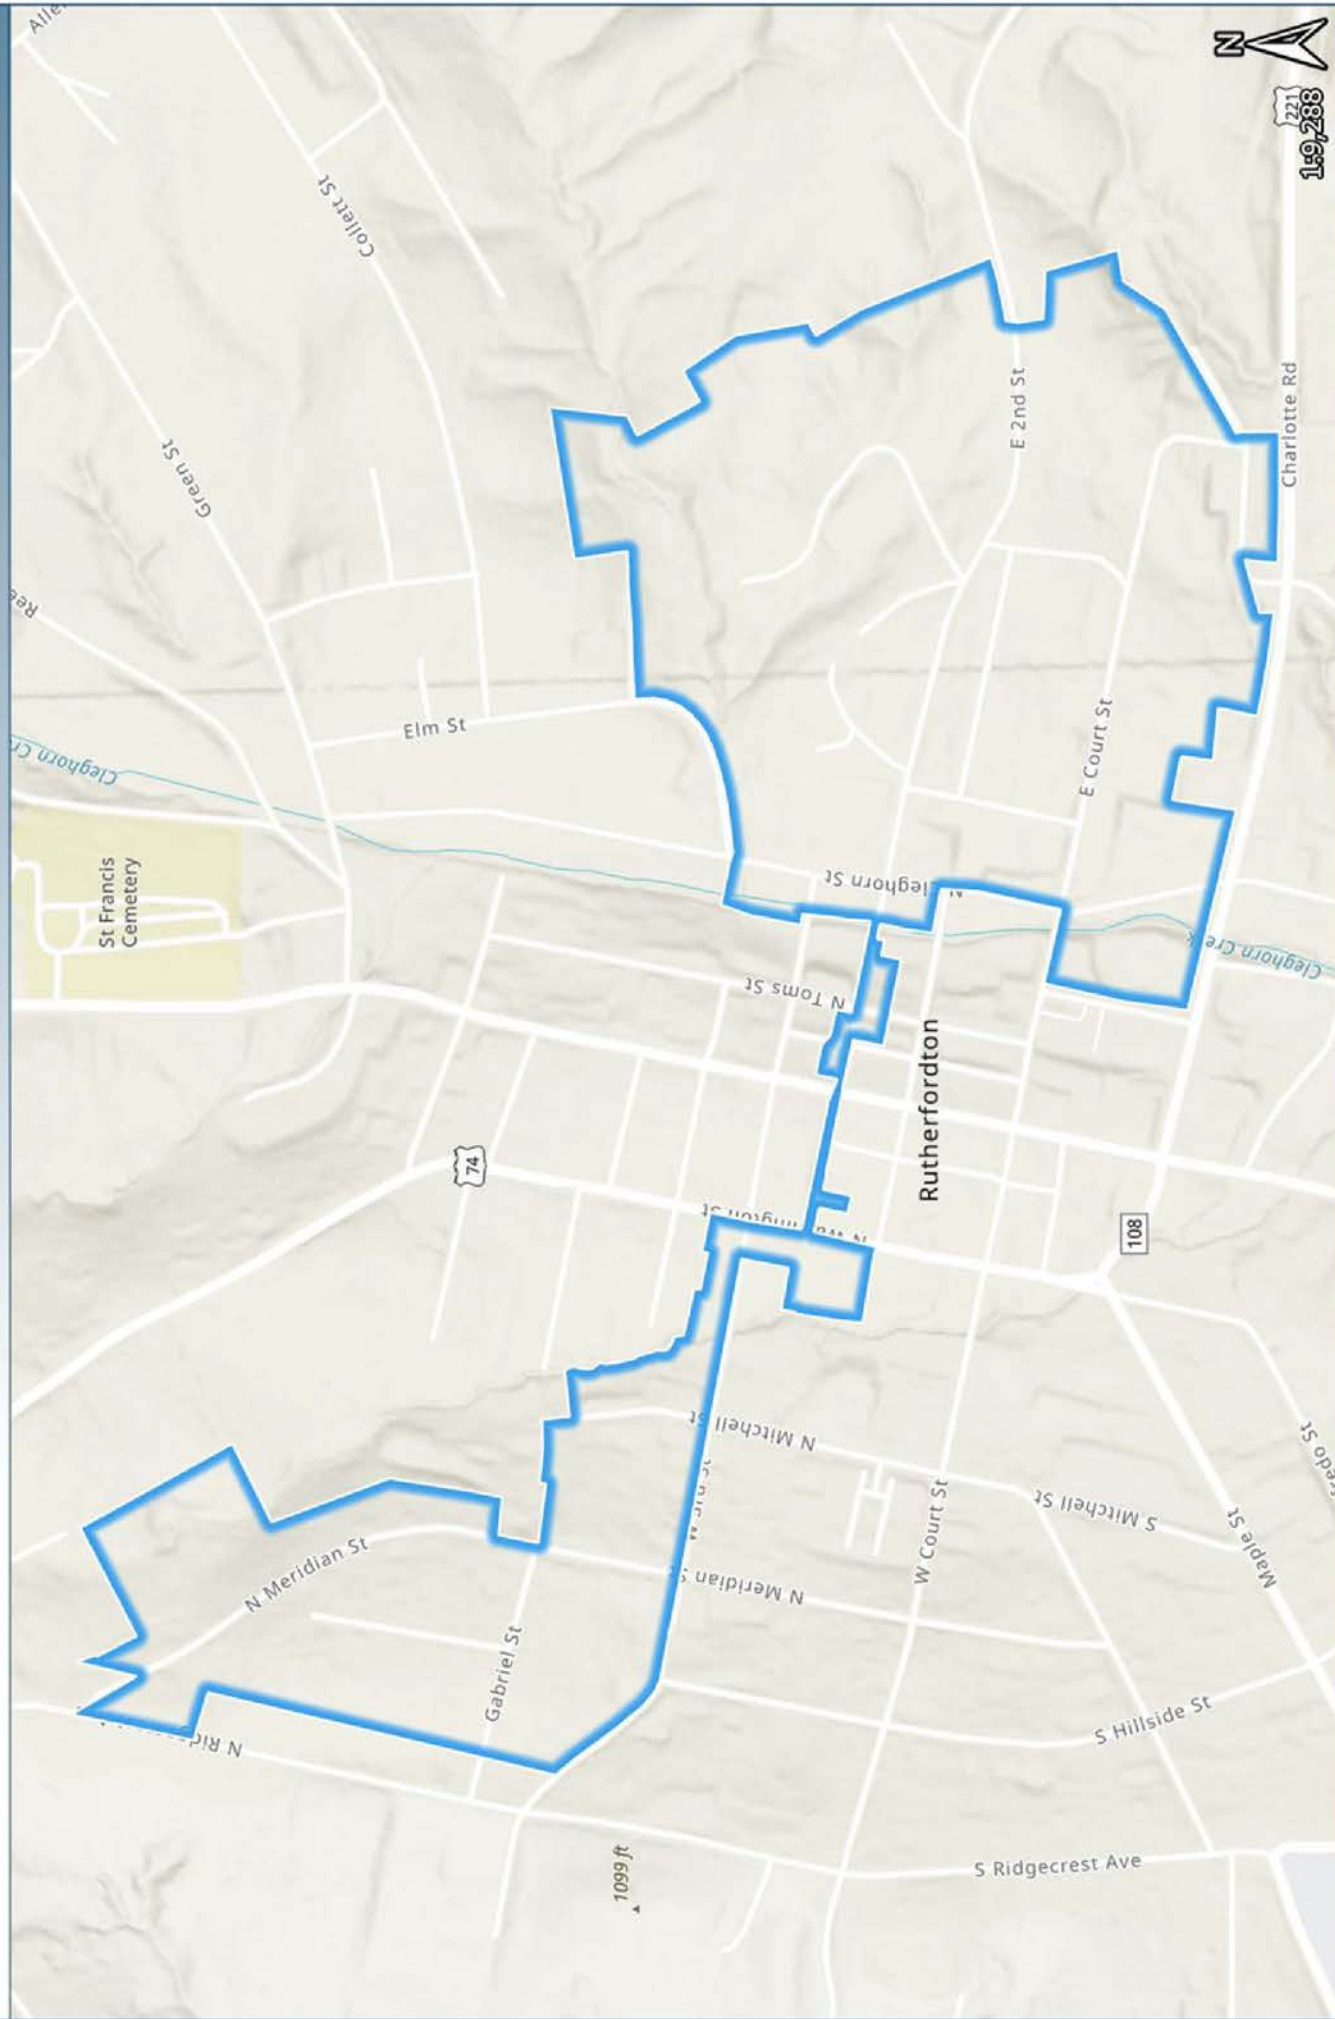 N
221
1:9,288
Collett St
Green St
Charlotte Rd
E 2nd St
Elm St
E Court St
Cleghorn
St Francis
Cemetery
Cleghorn St
N
Cleghorn Creek
N Toms St
Rutherfordton
74
108
N Mitchell St
W Court St
S Mitchell St
Maple St
N Meridian St
N Meridian
Gabriel St
S Hillside St
1099 ft
S Ridgecrest Ave